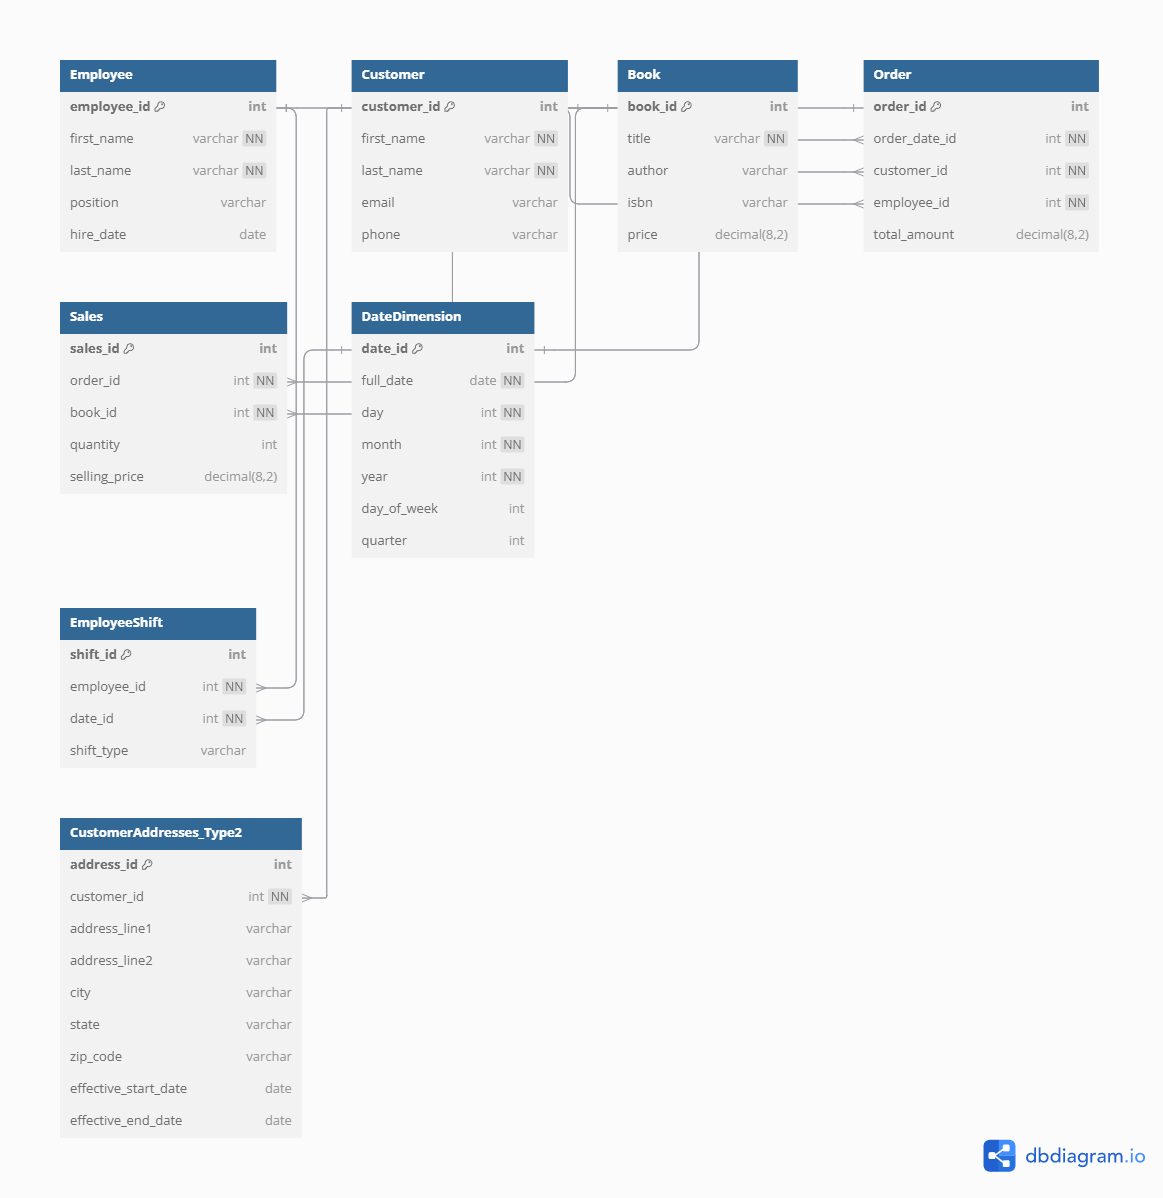 Employee
employee_id int
first_name varchar NN
last_name varchar NN
position varchar
hire_date date
Customer
customer_id int
first_name varchar NN
last_name varchar NN
email varchar
phone varchar
Book
book_id int
title varchar NN
author varchar
isbn varchar
price decimal(8,2)
Order
order_id int
order_date_id int NN
customer_id int NN
employee_id int NN
total_amount decimal(8,2)
Sales
sales_id int
order_id int NN
book_id int NN
quantity int
selling_price decimal(8,2)
DateDimension
date_id int
full_date date NN
day int NN
month int NN
year int NN
day_of_week int
quarter int
EmployeeShift
shift_id int
employee_id int NN
date_id int NN
shift_type varchar
CustomerAddresses_Type2
address_id int
customer_id int NN
address_line1 varchar
address_line2 varchar
city varchar
state varchar
zip_code varchar
effective_start_date date
effective_end_date date
dbdiagram.io